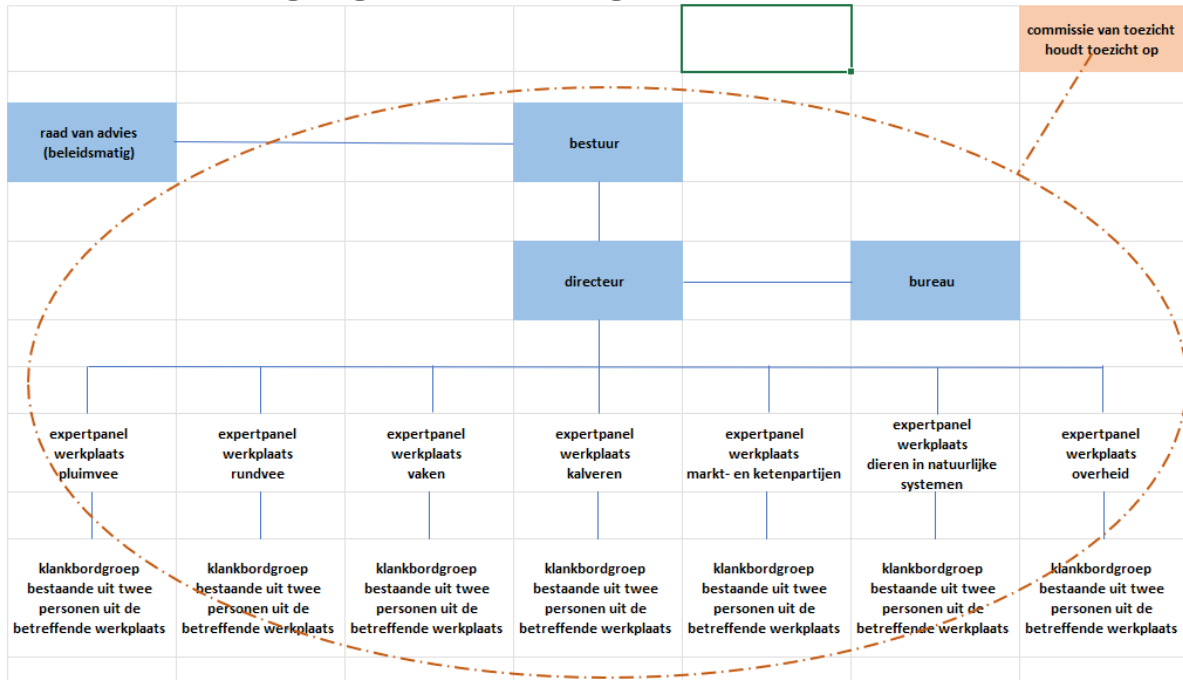 commissie van toezicht
houdt toezicht op
raad van advies
(beleidsmatig)
bestuur
directeur
bureau
expertpanel
werkplaats
pluimvee
expertpanel
werkplaats
rundvee
expertpanel
werkplaats
vaken
expertpanel
werkplaats
kalveren
expertpanel
werkplaats
markt- en ketenpartijen
expertpanel
werkplaats
dieren in natuurlijke
systemen
expertpanel
werkplaats
overheid
klankbordgroep
bestaande uit twee
personen uit de
betreffende werkplaats
klankbordgroep
bestaande uit twee
personen uit de
betreffende werkplaats
klankbordgroep
bestaande uit twee
personen uit de
betreffende werkplaats
klankbordgroep
bestaande uit twee
personen uit de
betreffende werkplaats
klankbordgroep
bestaande uit twee
personen uit de
betreffende werkplaats
klankbordgroep
bestaande uit twee
personen uit de
betreffende werkplaats
klankbordgroep
bestaande uit twee
personen uit de
betreffende werkplaats